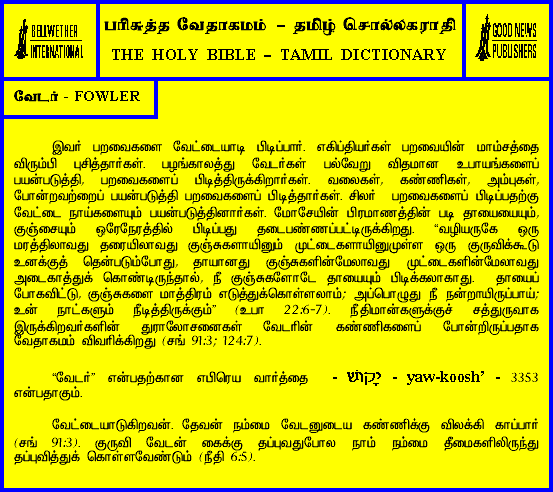 BELLWETHER
INTERNATIONAL
பரிசுத்த வேதாகமம் – தமிழ் சொல்லகராதி
THE HOLY BIBLE – TAMIL DICTIONARY
GOOD NEWS
PUBLISHERS
வேடர் - FOWLER
இவர் பறவைகளை வேட்டையாடி பிடிப்பார். எகிப்தியர்கள் பறவையின் மாம்சத்தை
விரும்பி புசித்தார்கள். பழங்காலத்து வேடர்கள் பல்வேறு விதமான உபாயங்களைப்
பயன்படுத்தி, பறவைகளைப் பிடித்திருக்கிறார்கள். வலைகள், கண்ணிகள், அம்புகள்,
போன்றவற்றைப் பயன்படுத்தி பறவைகளைப் பிடித்தார்கள். சிலர் பறவைகளைப் பிடிப்பதற்கு
வேட்டை நாய்களையும் பயன்படுத்தினார்கள். மோசேயின் பிரமாணத்தின் படி தாயையையும்,
குஞ்சையும் ஒரேநேரத்தில் பிடிப்பது தடைபண்ணப்பட்டிருக்கிறது. “வழியருகே ஒரு
மரத்திலாவது தரையிலாவது குஞ்சுகளாயினும் முட்டைகளாயினுமுள்ள ஒரு குருவிக்கூடு
உனக்குத் தென்படும்போது, தாயானது குஞ்சுகளின்மேலாவது முட்டைகளின்மேலாவது
அடைகாத்துக் கொண்டிருந்தால், நீ குஞ்சுகளோடே தாயையும் பிடிக்கலாகாது. தாயைப்
போகவிட்டு, குஞ்சுகளை மாத்திரம் எடுத்துக்கொள்ளலாம்; அப்பொழுது நீ நன்றாயிருப்பாய்;
உன் நாட்களும் நீடித்திருக்கும்” (உபா 22:6-7). நீதிமான்களுக்குச் சத்துருவாக
இருக்கிறவர்களின் துராலோசனைகள் வேடரின் கண்ணிகளைப் போன்றிருப்பதாக
வேதாகமம் விவரிக்கிறது (சங் 91:3; 124:7).
“வேடர்” என்பதற்கான எபிரெய வார்த்தை - יָקוֹשׁ - yaw-koosh’ - 3353
என்பதாகும்.
வேட்டையாடுகிறவன். தேவன் நம்மை வேடனுடைய கண்ணிக்கு விலக்கி காப்பார்
(சங் 91:3). குருவி வேடன் கைக்கு தப்புவதுபோல நாம் நம்மை தீமைகளிலிருந்து
தப்புவித்துக் கொள்ளவேண்டும் (நீதி 6:5).